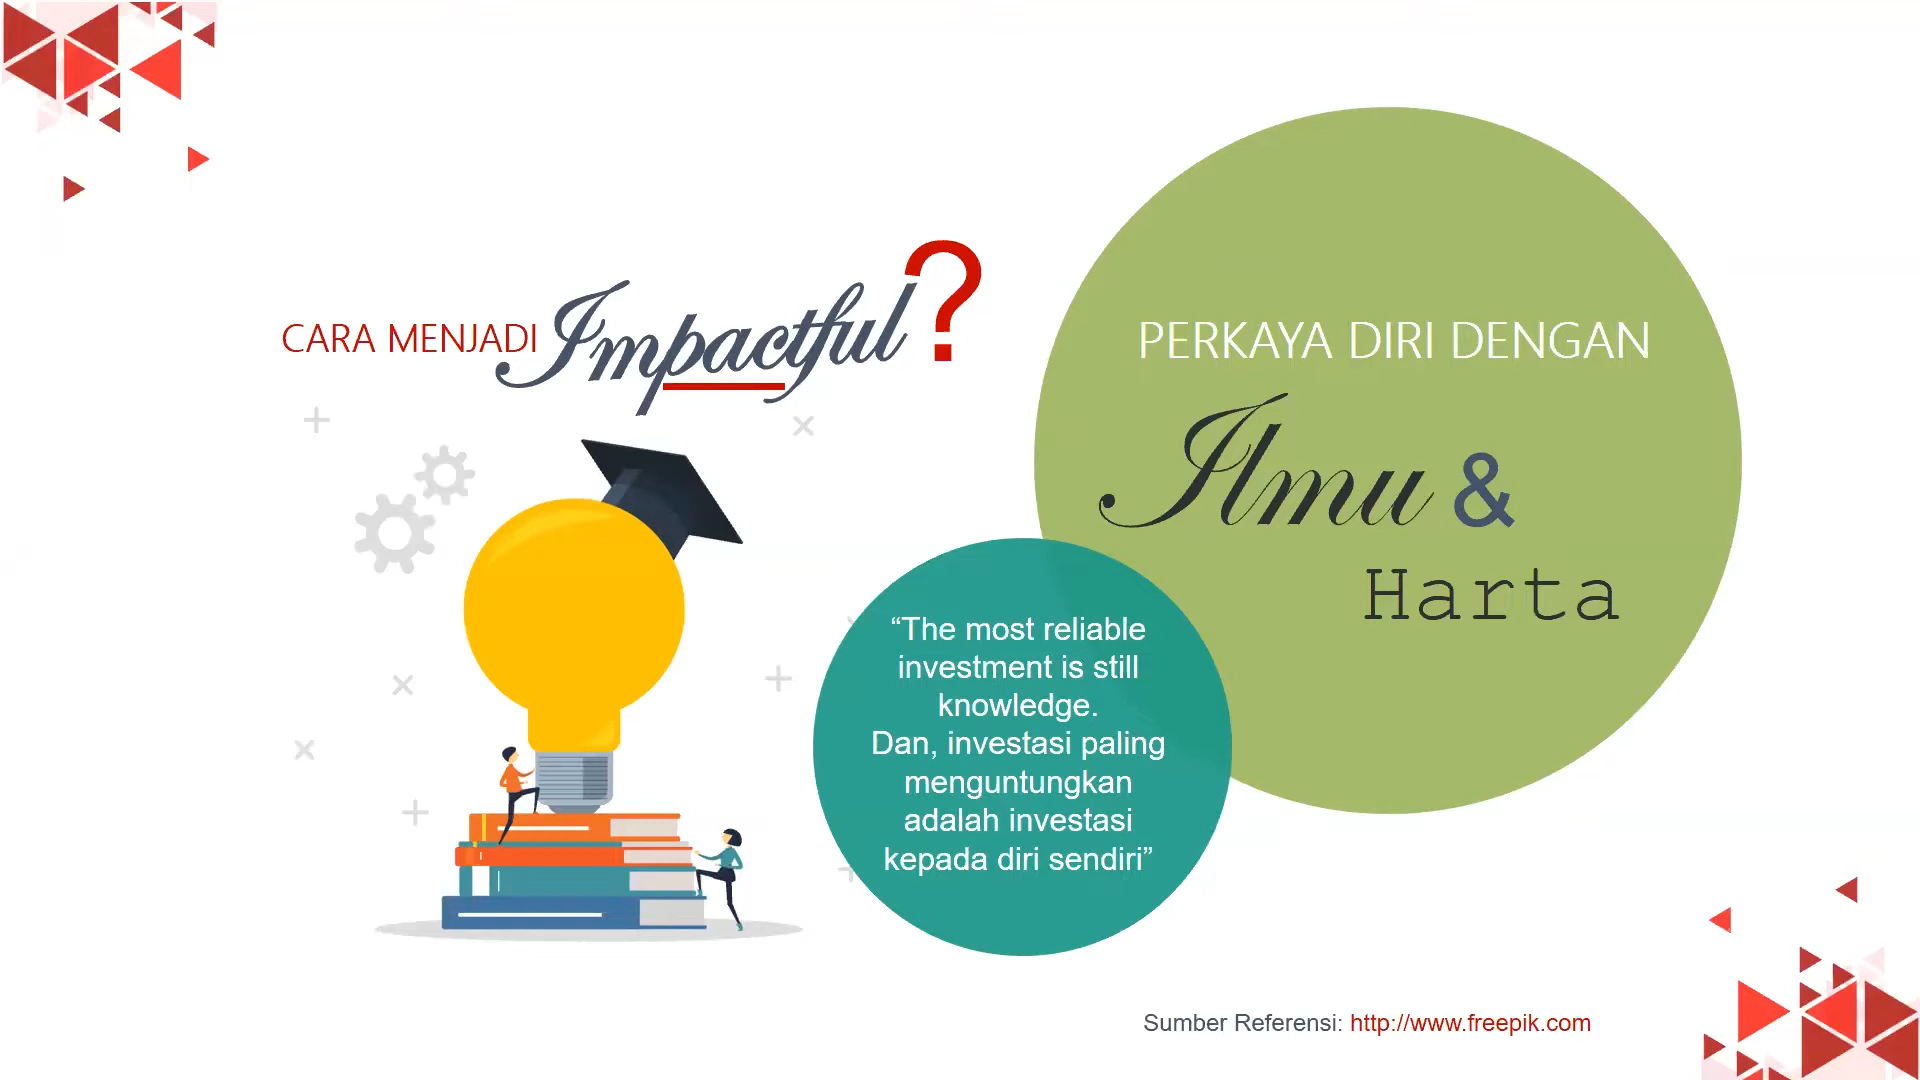 CARA MENJADI Impactful?
PERKAYA DIRI DENGAN
Ilmu &
Harta
“The most reliable
investment is still
knowledge.
Dan, investasi paling
menguntungkan
adalah investasi
kepada diri sendiri”
Sumber Referensi: http://www.freepik.com